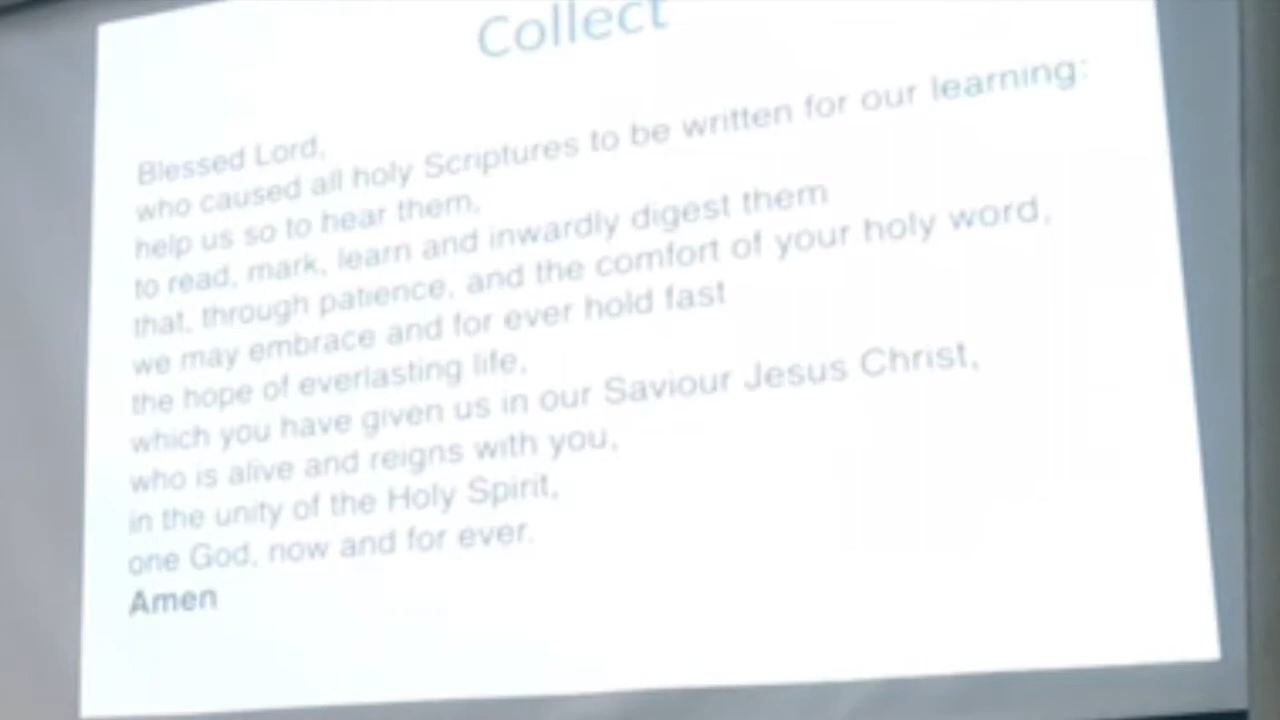 Collect
Blessed Lord,
who caused all holy Scriptures to be written for our learning:
help us so to hear them,
to read, mark, learn and inwardly digest them
that, through patience, and the comfort of your holy word,
we may embrace and for ever hold fast
the hope of everlasting life,
which you have given us in our Saviour Jesus Christ,
who is alive and reigns with you,
in the unity of the Holy Spirit,
one God, now and for ever.
Amen